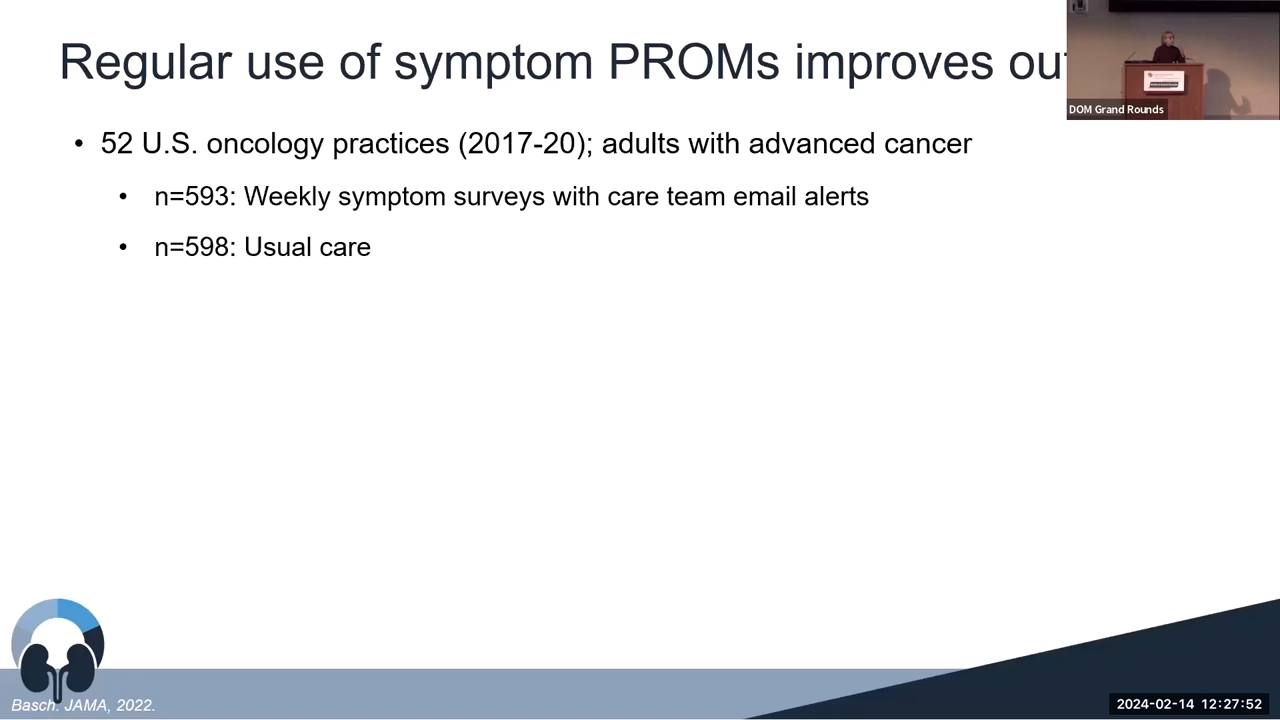 Regular use of symptom PROMs improves ou
DOM Grand Rounds
• 52 U.S. oncology practices (2017-20); adults with advanced cancer
• n=593: Weekly symptom surveys with care team email alerts
• n=598: Usual care
Basch. JAMA, 2022.
2024-02-14 12:27:52